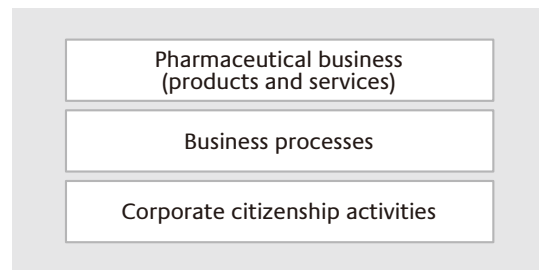 Pharmaceutical business
(products and services)
Business processes
Corporate citizenship activities